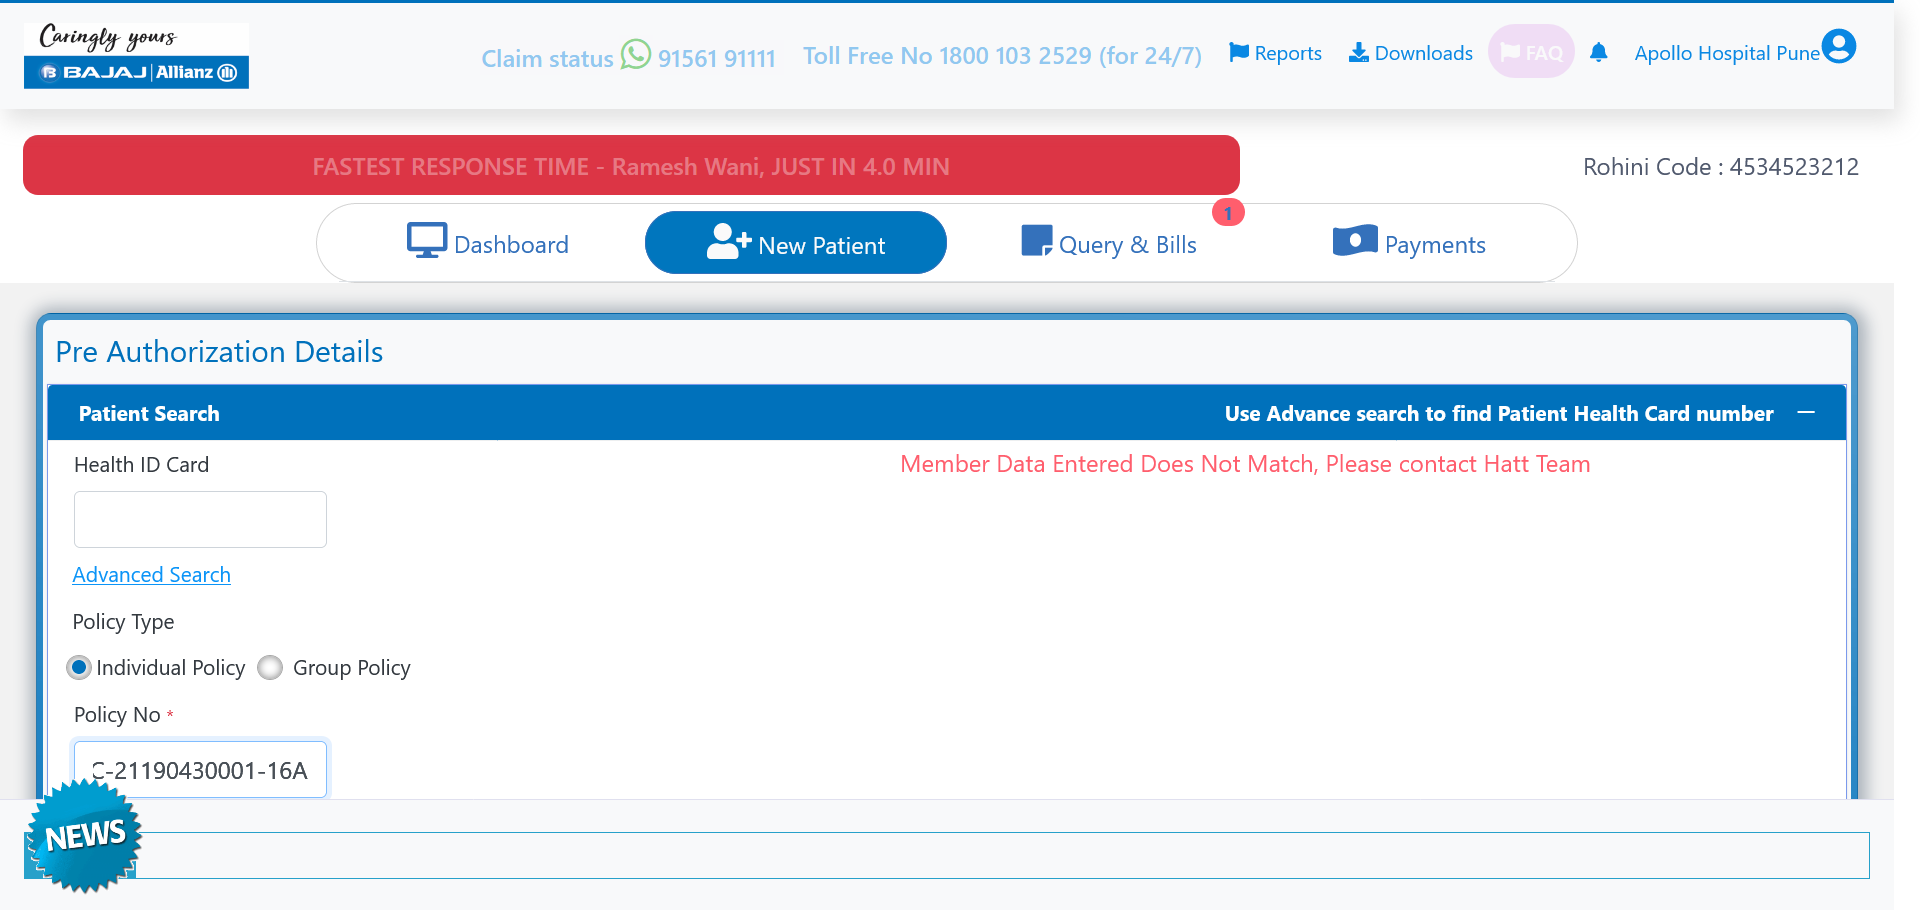 Caringly yours
BAJAJ | Allianz
Claim status 91561 91111
Toll Free No 1800 103 2529 (for 24/7)
Reports
Downloads
FAQ
Apollo Hospital Pune
FASTEST RESPONSE TIME - Ramesh Wani, JUST IN 4.0 MIN
Rohini Code : 4534523212
Dashboard
New Patient
Query & Bills
1
Payments
Pre Authorization Details
Patient Search
Use Advance search to find Patient Health Card number
Health ID Card
Member Data Entered Does Not Match, Please contact Hatt Team
Advanced Search
Policy Type
Individual Policy
Group Policy
Policy No *
C-21190430001-16A
NEWS